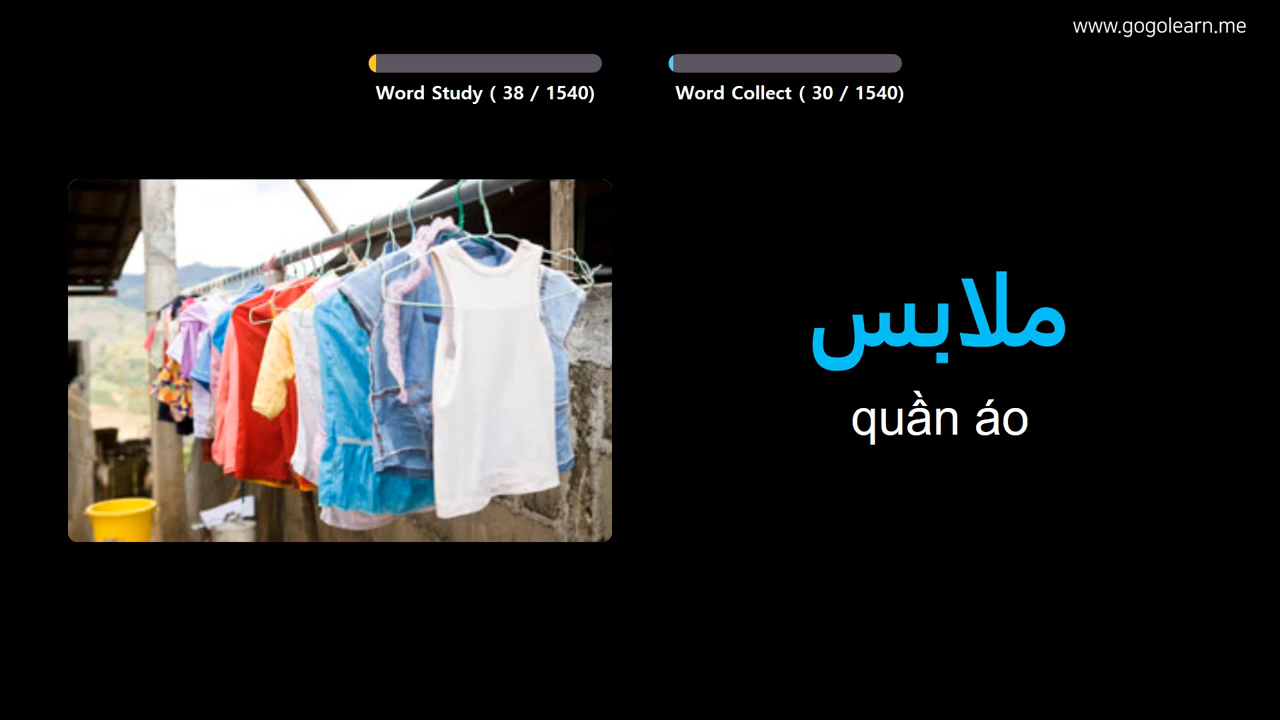 www.gogolearn.me
Word Study ( 38 / 1540)
Word Collect ( 30 / 1540)
ملابس
quần áo